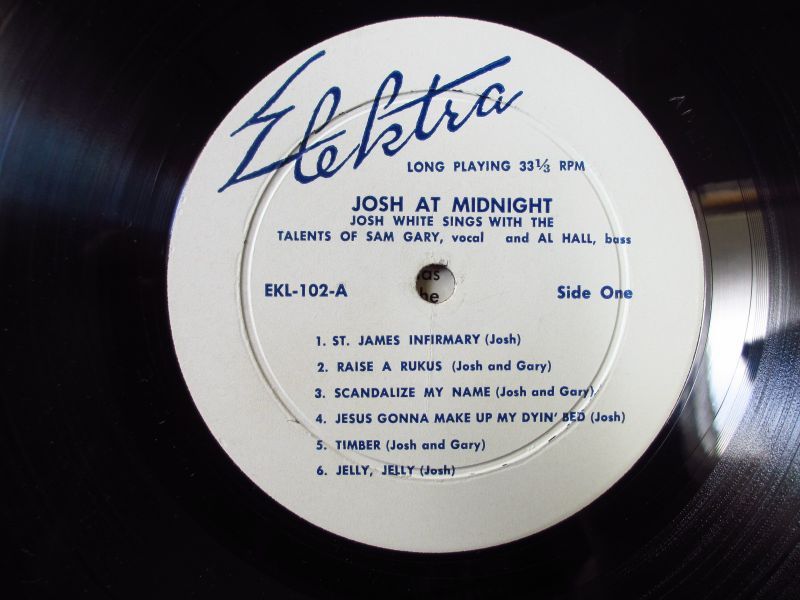 Elektra
LONG PLAYING 33⅓ RPM
JOSH AT MIDNIGHT
JOSH WHITE SINGS WITH THE
TALENTS OF SAM GARY, vocal and AL HALL, bass
EKL-102-A Side One
1. ST. JAMES INFIRMARY (Josh)
2. RAISE A RUKUS (Josh and Gary)
3. SCANDALIZE MY NAME (Josh and Gary)
4. JESUS GONNA MAKE UP MY DYIN' BED (Josh)
5. TIMBER (Josh and Gary)
6. JELLY, JELLY (Josh)